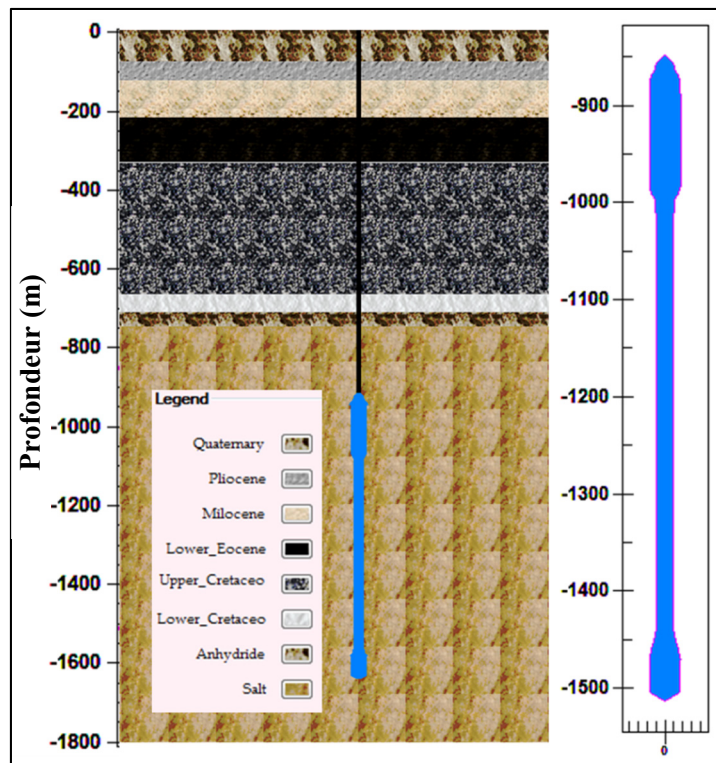 Profondeur (m)
0
-200
-400
-600
-800
-1000
-1200
-1400
-1600
-1800
Legend
Quaternary
Pliocene
Milocene
Lower_Eocene
Upper_Cretaceo
Lower_Cretaceo
Anhydride
Salt
-900
-1000
-1100
-1200
-1300
-1400
-1500
0